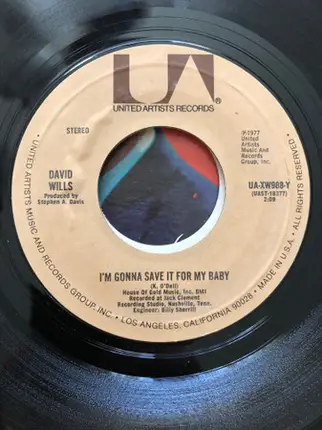 UA
UNITED ARTISTS RECORDS
®
STEREO
DAVID
WILLS
Produced by
Stephen A. Davis
℗1977
United
Artists
Music And
Records
Group, Inc.
UA-XW988-Y
(UAST-18377)
2:09
I'M GONNA SAVE IT FOR MY BABY
(K. O'Dell)
House Of Gold Music, Inc. BMI
Recorded at Jack Clement
Recording Studio, Nashville, Tenn.
Engineer: Billy Sherrill
• UNITED ARTISTS MUSIC AND RECORDS GROUP, INC. • LOS ANGELES, CALIFORNIA 90028 • MADE IN U.S.A. • ALL RIGHTS RESERVED •